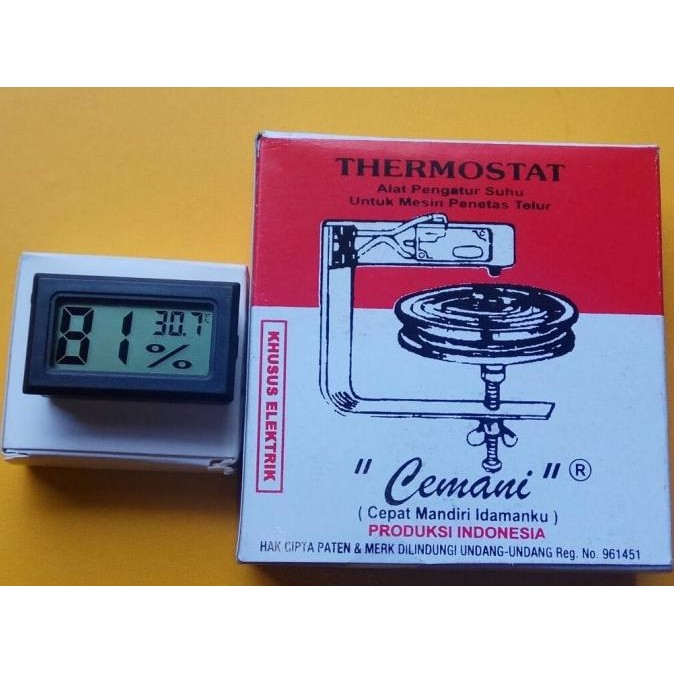 81 30.7°C
%
THERMOSTAT
Alat Pengatur Suhu
Untuk Mesin Penetas Telur
KHUSUS ELEKTRIK
" Cemani " ®
( Cepat Mandiri Idamanku )
PRODUKSI INDONESIA
HAK CIPTA PATEN & MERK DILINDUNGI UNDANG-UNDANG Reg. No. 961451